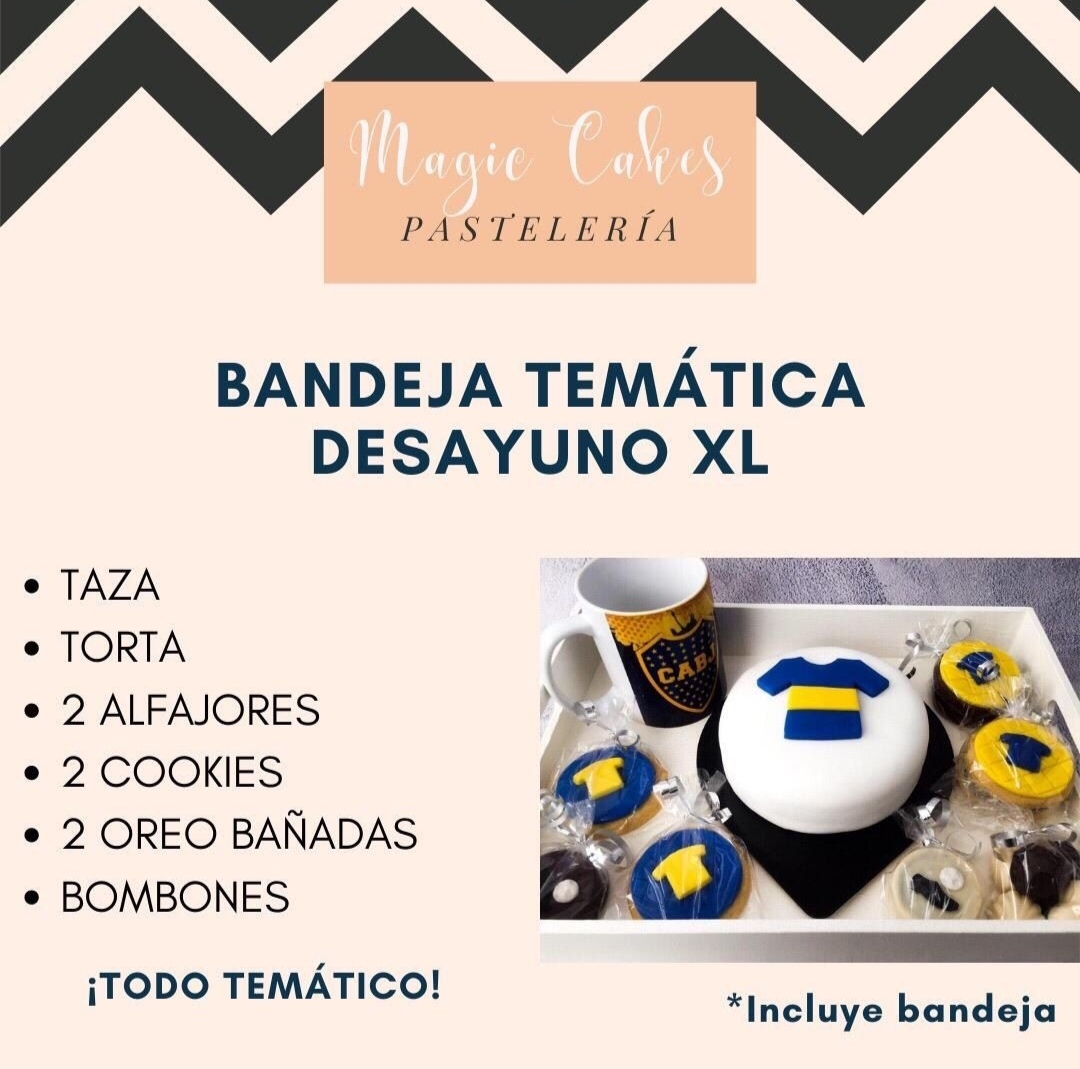 Magic Cakes
PASTELERÍA
BANDEJA TEMÁTICA
DESAYUNO XL
• TAZA
• TORTA
• 2 ALFAJORES
• 2 COOKIES
• 2 OREO BAÑADAS
• BOMBONES
¡TODO TEMÁTICO!
CABJ
*Incluye bandeja